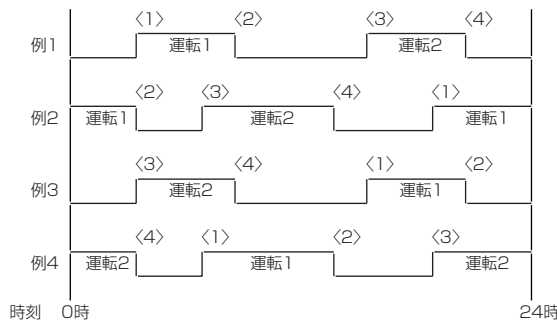 〈1〉 〈2〉 〈3〉 〈4〉
例1 運転1 運転2
〈2〉 〈3〉 〈4〉 〈1〉
例2 運転1 運転2 運転1
〈3〉 〈4〉 〈1〉 〈2〉
例3 運転2 運転1
〈4〉 〈1〉 〈2〉 〈3〉
例4 運転2 運転1 運転2
時刻 0時 24時